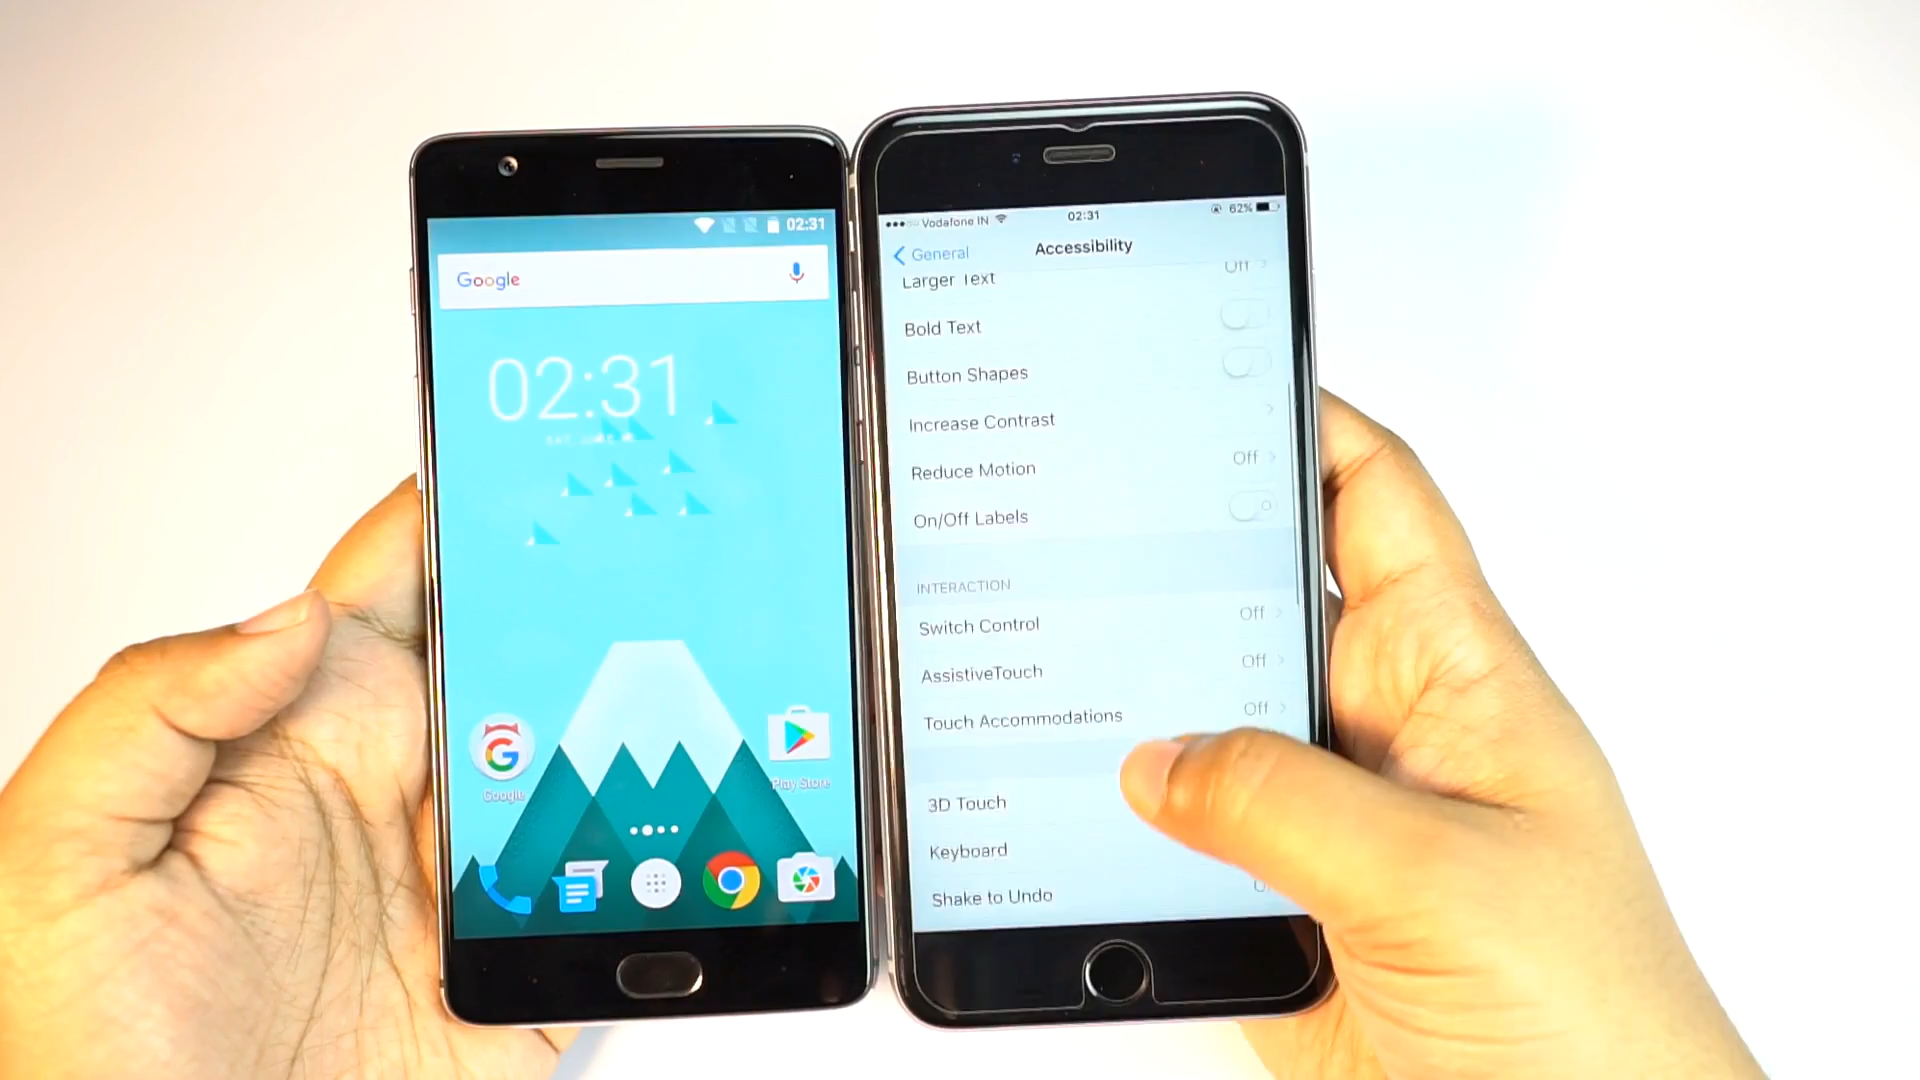 02:31
Google
02:31
Google
Play Store
Vodafone IN
02:31
62%
General
Accessibility
Larger Text
Off
Bold Text
Button Shapes
Increase Contrast
Reduce Motion
Off
On/Off Labels
INTERACTION
Switch Control
Off
AssistiveTouch
Off
Touch Accommodations
Off
3D Touch
Keyboard
Shake to Undo